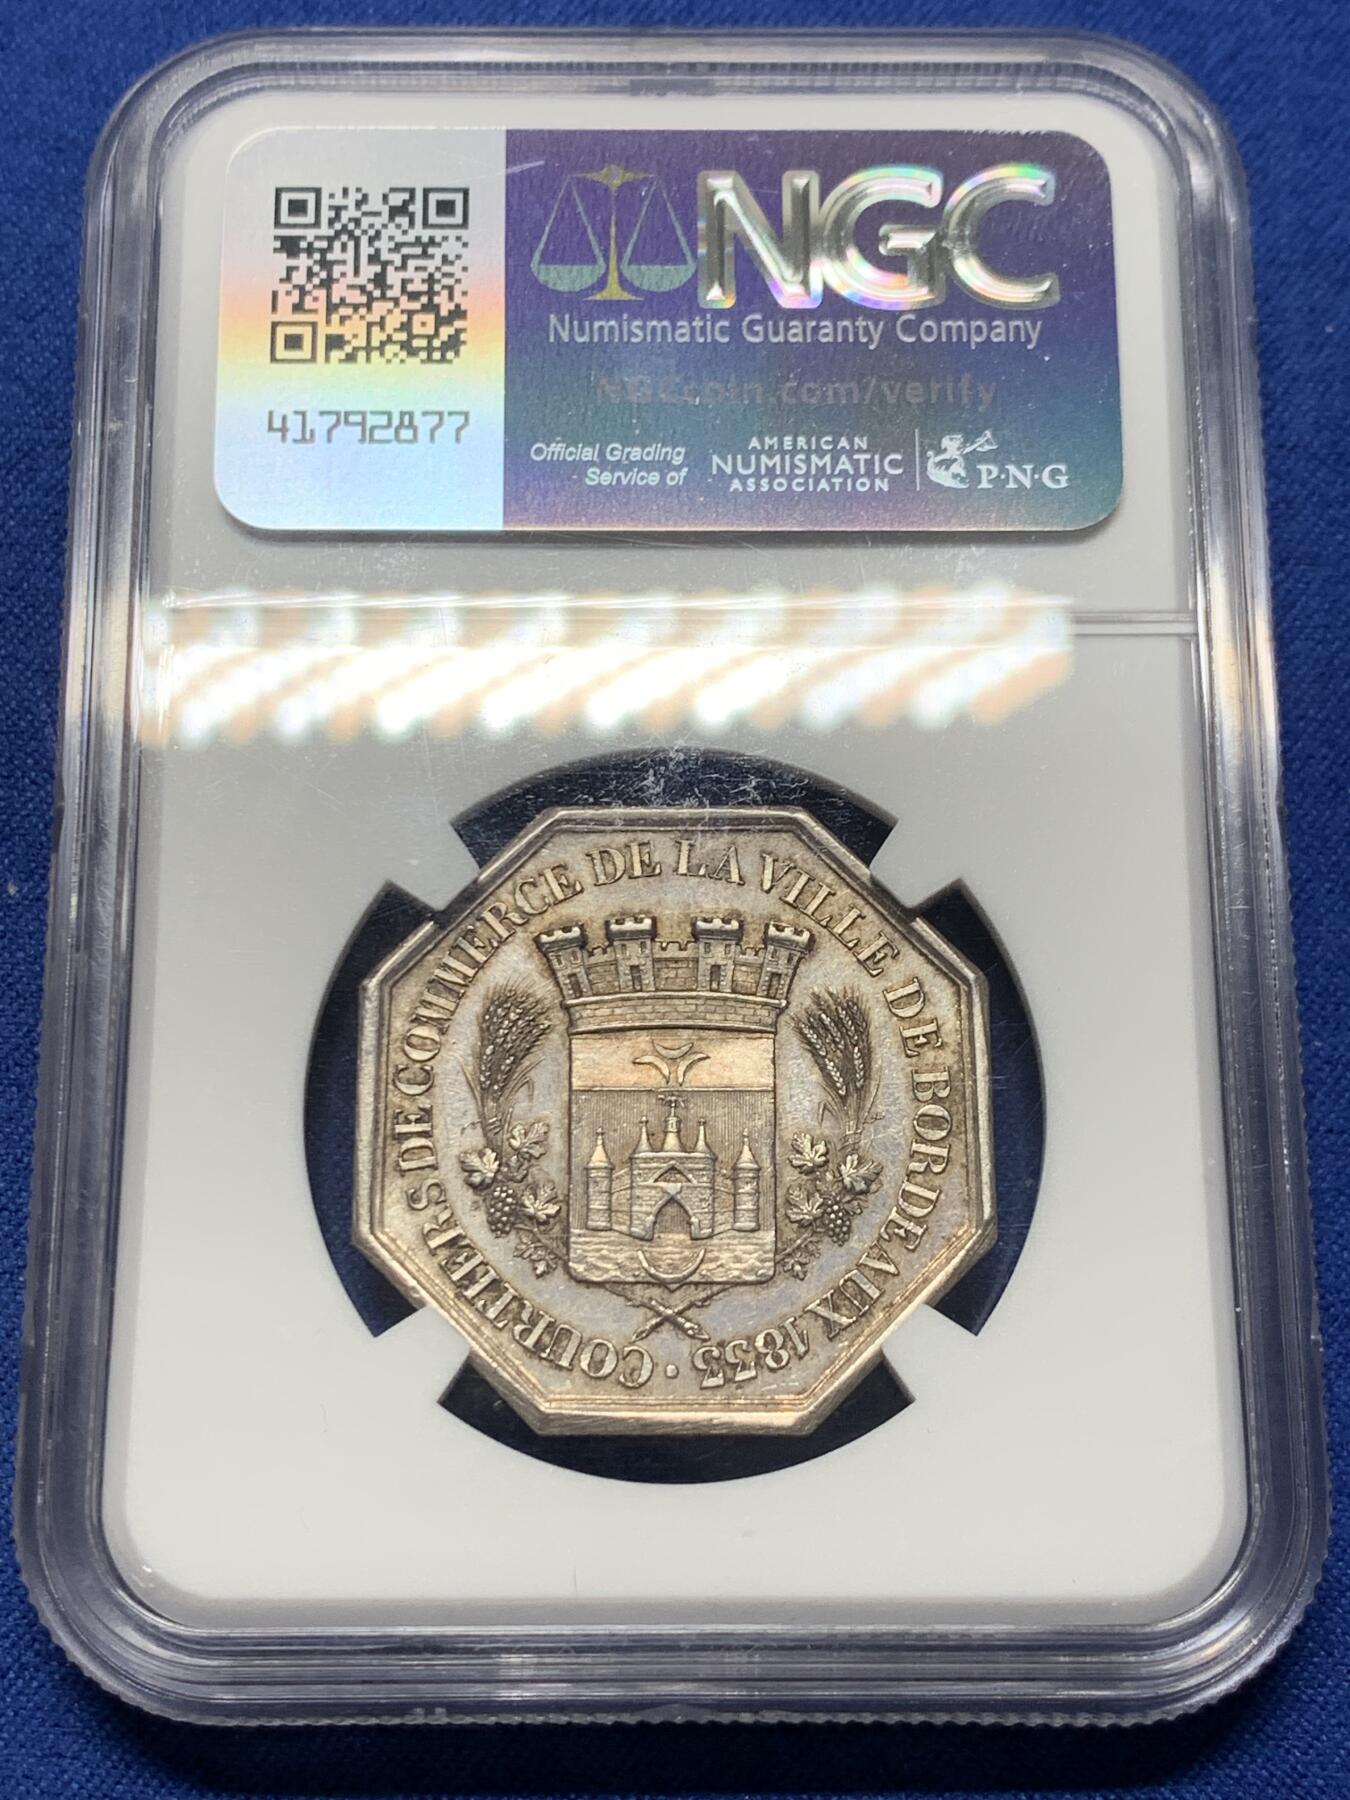 NGC
Numismatic Guaranty Company
NGCcoin.com/verify
41792877
Official Grading
Service of
AMERICAN
NUMISMATIC
ASSOCIATION
P·N·G
COURTIERS DE COMMERCE DE LA VILLE DE BORDEAUX 1833 ·